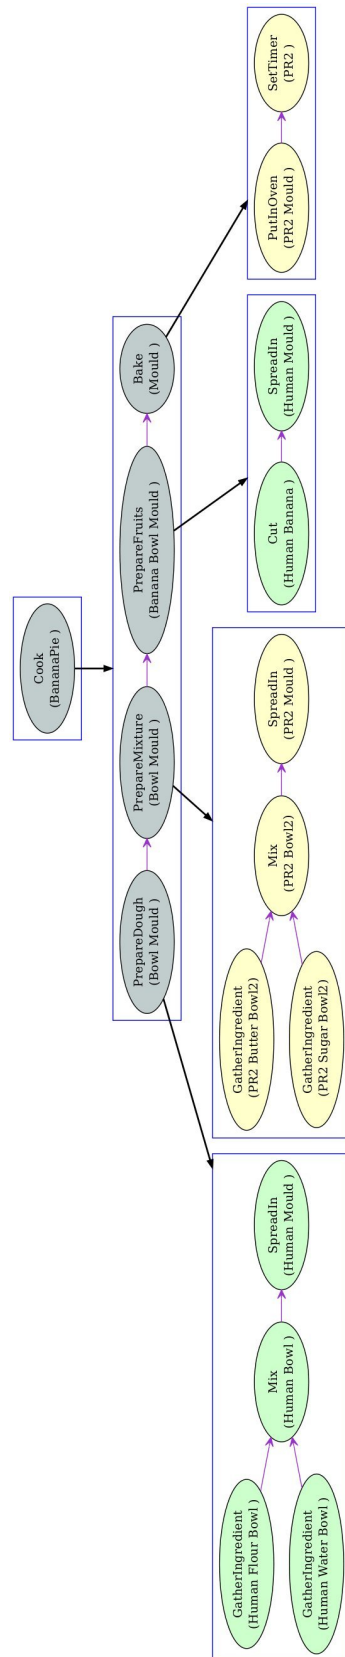 Cook
(BananaPie )
PrepareDough
(Bowl Mould )
PrepareMixture
(Bowl Mould )
PrepareFruits
(Banana Bowl Mould )
Bake
(Mould )
GatherIngredient
(Human Flour Bowl )
GatherIngredient
(Human Water Bowl )
Mix
(Human Bowl )
SpreadIn
(Human Mould )
GatherIngredient
(PR2 Butter Bowl2)
GatherIngredient
(PR2 Sugar Bowl2)
Mix
(PR2 Bowl2)
SpreadIn
(PR2 Mould )
Cut
(Human Banana )
SpreadIn
(Human Mould )
PutInOven
(PR2 Mould )
SetTimer
(PR2 )